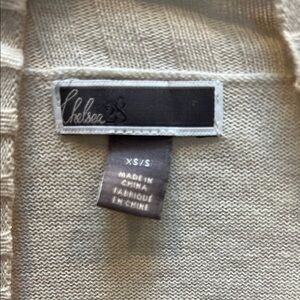 Chelsea
XS/S
MADE IN
CHINA
FABRIQUÉ
EN CHINE